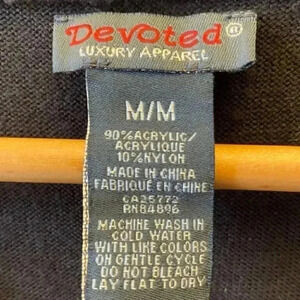 Devoted®
LUXURY APPAREL
M/M
90% ACRYLIC/
ACRYLIQUE
10% NYLON
MADE IN CHINA
FABRIQUÉ EN CHINE
CA25772
RN84896
MACHINE WASH IN
COLD WATER
WITH LIKE COLORS
ON GENTLE CYCLE
DO NOT BLEACH
LAY FLAT TO DRY